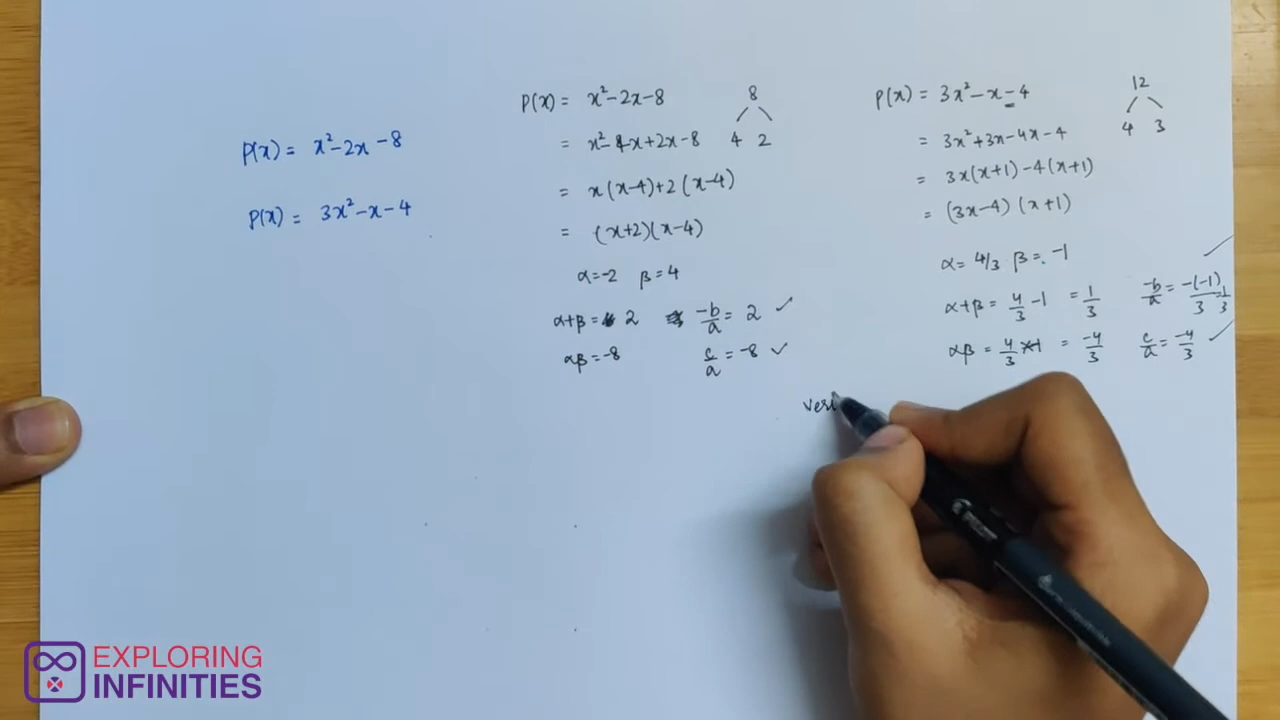 P(x) = x² - 2x - 8
P(x) = 3x² - x - 4
P(x) = x² - 2x - 8
8
= x² - 4x + 2x - 8
4 2
= x(x-4) + 2(x-4)
= (x+2)(x-4)
α = -2 β = 4
α+β = 2 -b/a = 2 ✓
αβ = -8 c/a = -8 ✓
P(x) = 3x² - x - 4
12
= 3x² + 3x - 4x - 4
4 3
= 3x(x+1) - 4(x+1)
= (3x-4)(x+1)
α = 4/3 β = -1
α+β = 4/3 - 1 = 1/3 -b/a = -(-1)/3 = 1/3 ✓
αβ = 4/3 × -1 = -4/3 c/a = -4/3 ✓
veri
EXPLORING
INFINITIES